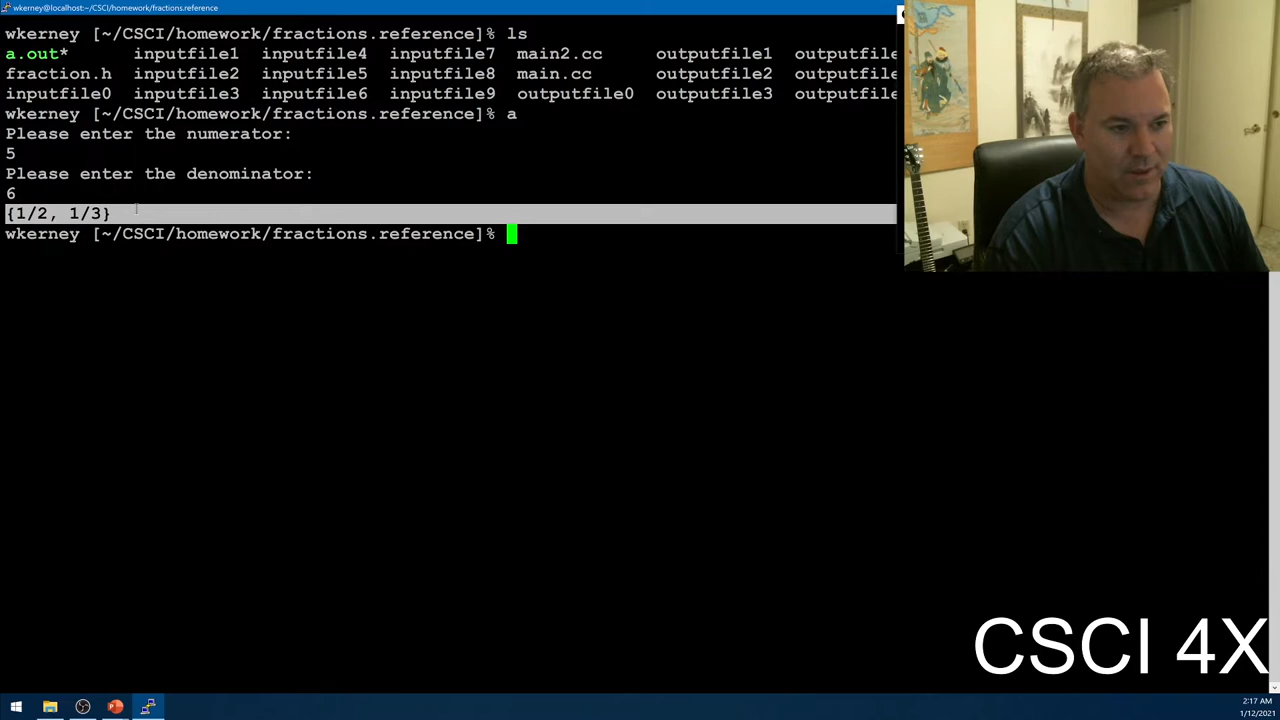 wkerney@localhost:~/CSCI/homework/fractions.reference
wkerney [~/CSCI/homework/fractions.reference]% ls
a.out* inputfile1 inputfile4 inputfile7 main2.cc outputfile1 outputfile
fraction.h inputfile2 inputfile5 inputfile8 main.cc outputfile2 outputfile
inputfile0 inputfile3 inputfile6 inputfile9 outputfile0 outputfile3 outputfile
wkerney [~/CSCI/homework/fractions.reference]% a
Please enter the numerator:
5
Please enter the denominator:
6
{1/2, 1/3}
wkerney [~/CSCI/homework/fractions.reference]%
CSCI 4X
2:17 AM
1/12/2021